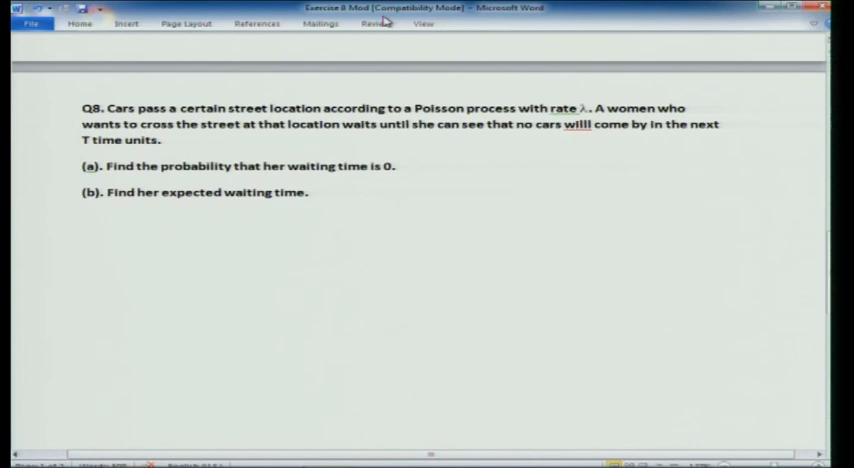 Exercise 8 Mod [Compatibility Mode] - Microsoft Word
File Home Insert Page Layout References Mailings Review View
Q8. Cars pass a certain street location according to a Poisson process with rate λ. A women who
wants to cross the street at that location waits until she can see that no cars willl come by in the next
T time units.
(a). Find the probability that her waiting time is 0.
(b). Find her expected waiting time.